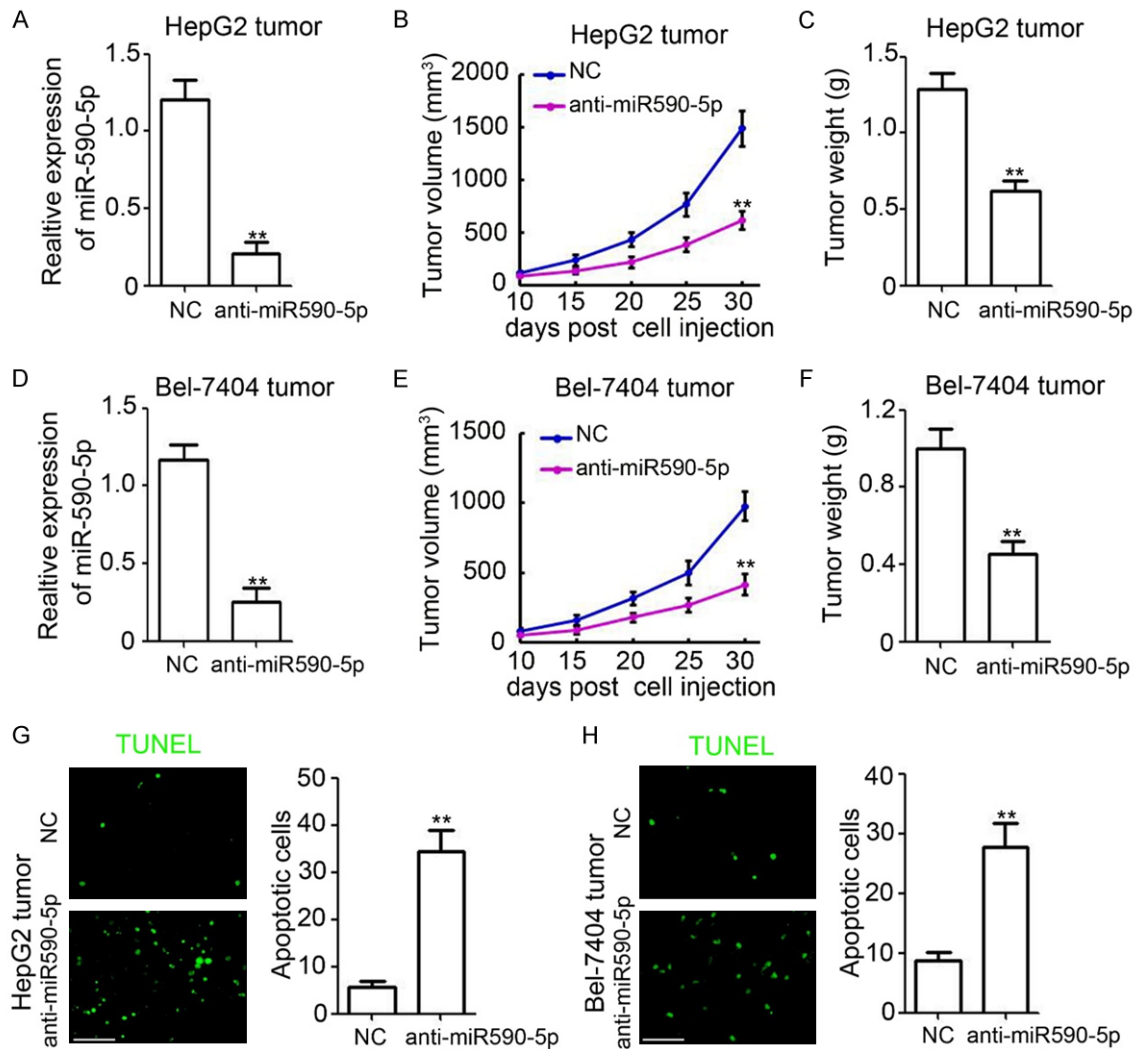 A
HepG2 tumor
Realtive expression
of miR-590-5p
1.5
1.0
0.5
0
**
NC anti-miR590-5p
B
HepG2 tumor
Tumor volume (mm³)
2000
1500
1000
500
0
NC
anti-miR590-5p
**
10 15 20 25 30
days post cell injection
C
HepG2 tumor
Tumor weight (g)
1.5
1.0
0.5
0
**
NC anti-miR590-5p
D
Bel-7404 tumor
Realtive expression
of miR-590-5p
1.5
1.0
0.5
0
**
NC anti-miR590-5p
E
Bel-7404 tumor
Tumor volume (mm³)
1500
1000
500
0
NC
anti-miR590-5p
**
10 15 20 25 30
days post cell injection
F
Bel-7404 tumor
Tumor weight (g)
1.2
0.8
0.4
0
**
NC anti-miR590-5p
G
TUNEL
HepG2 tumor
NC
anti-miR590-5p
Apoptotic cells
50
40
30
20
10
0
**
NC anti-miR590-5p
H
TUNEL
Bel-7404 tumor
NC
anti-miR590-5p
Apoptotic cells
40
30
20
10
0
**
NC anti-miR590-5p